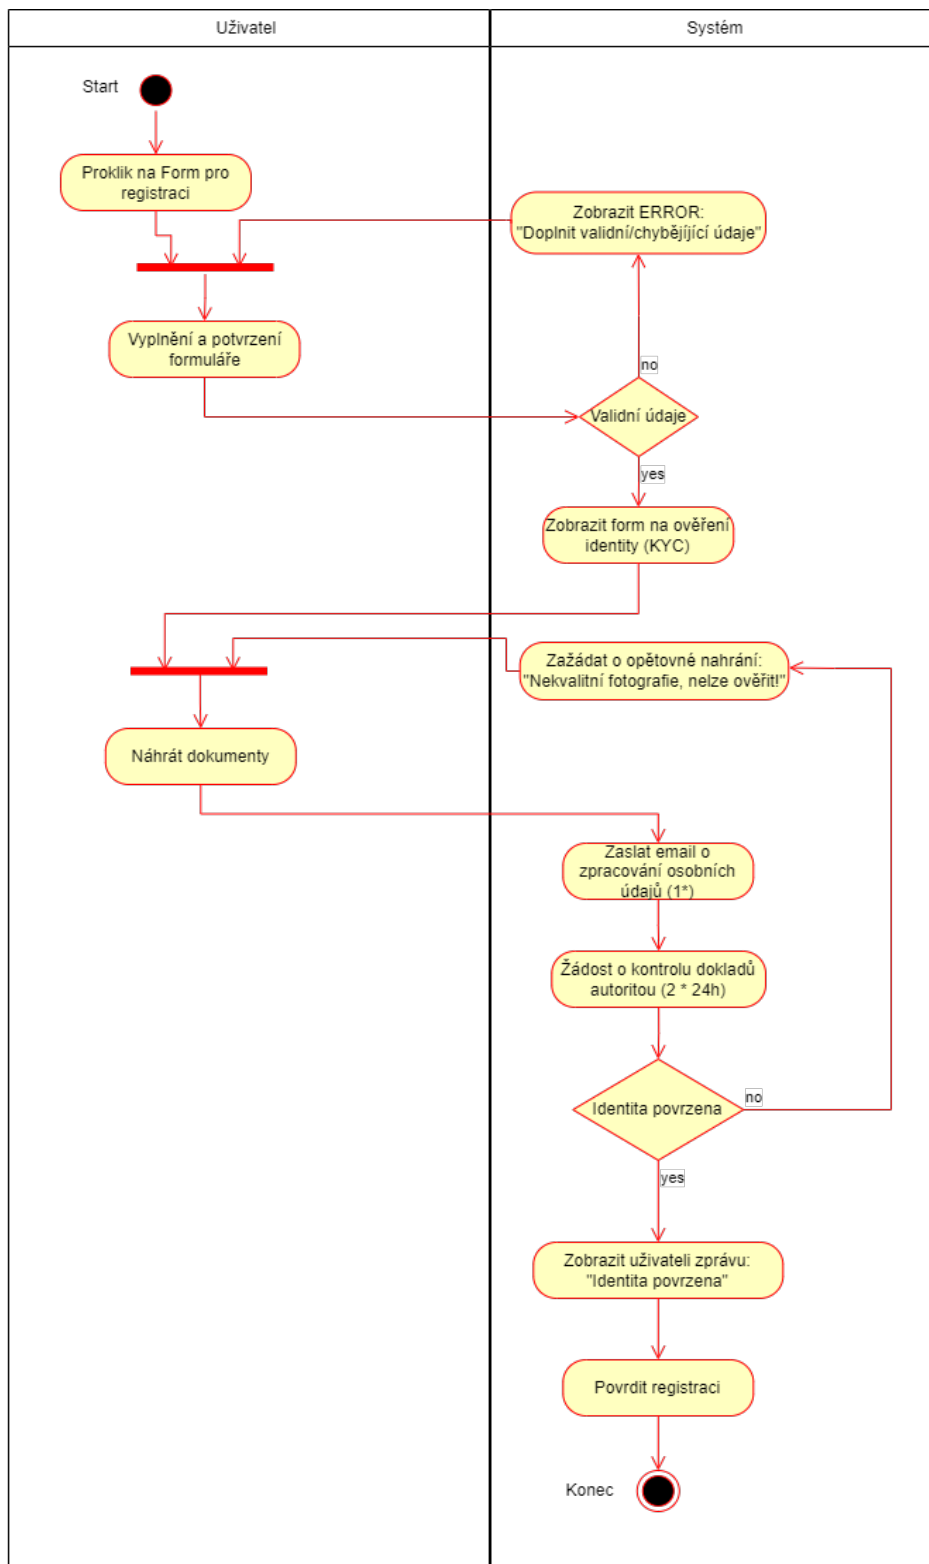 Uživatel
Systém
Start
Proklik na Form pro
registraci
Zobrazit ERROR:
"Doplnit validní/chybějíjící údaje"
Vyplnění a potvrzení
formuláře
no
Validní údaje
yes
Zobrazit form na ověření
identity (KYC)
Zažádat o opětovné nahrání:
"Nekvalitní fotografie, nelze ověřit!"
Náhrát dokumenty
Zaslat email o
zpracování osobních
údajů (1*)
Žádost o kontrolu dokladů
autoritou (2 * 24h)
Identita povrzena
no
yes
Zobrazit uživateli zprávu:
"Identita povrzena"
Povrdit registraci
Konec